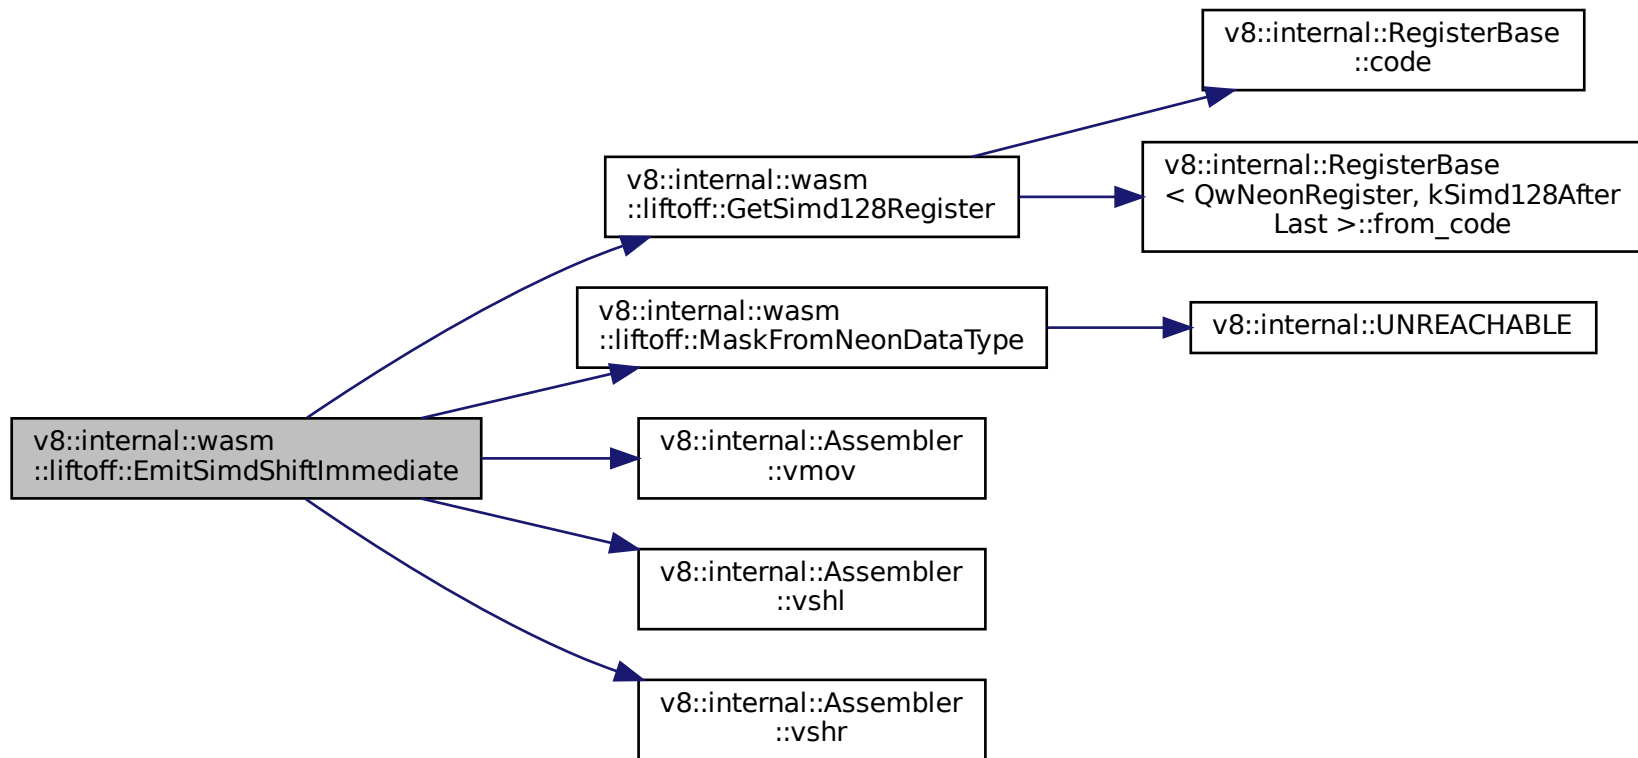 v8::internal::RegisterBase
::code
v8::internal::RegisterBase
< QwNeonRegister, kSimd128After
Last >::from_code
v8::internal::wasm
::liftoff::GetSimd128Register
v8::internal::wasm
::liftoff::MaskFromNeonDataType
v8::internal::UNREACHABLE
v8::internal::wasm
::liftoff::EmitSimdShiftImmediate
v8::internal::Assembler
::vmov
v8::internal::Assembler
::vshl
v8::internal::Assembler
::vshr